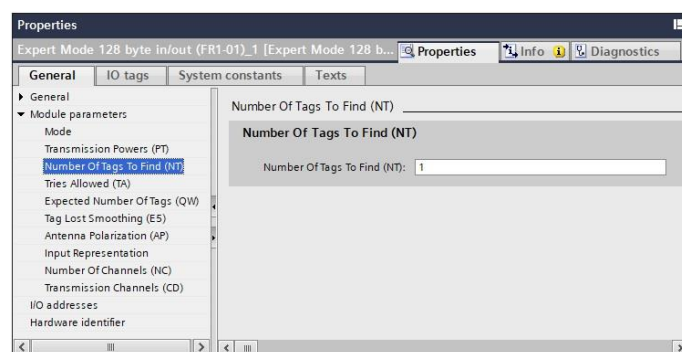 Properties
Expert Mode 128 byte in/out (FR1-01)_1 [Expert Mode 128 b...
Properties
Info
Diagnostics
General
IO tags
System constants
Texts
General
Module parameters
Mode
Transmission Powers (PT)
Number Of Tags To Find (NT)
Tries Allowed (TA)
Expected Number Of Tags (QW)
Tag Lost Smoothing (E5)
Antenna Polarization (AP)
Input Representation
Number Of Channels (NC)
Transmission Channels (CD)
I/O addresses
Hardware identifier
Number Of Tags To Find (NT)
Number Of Tags To Find (NT)
Number Of Tags To Find (NT): 1